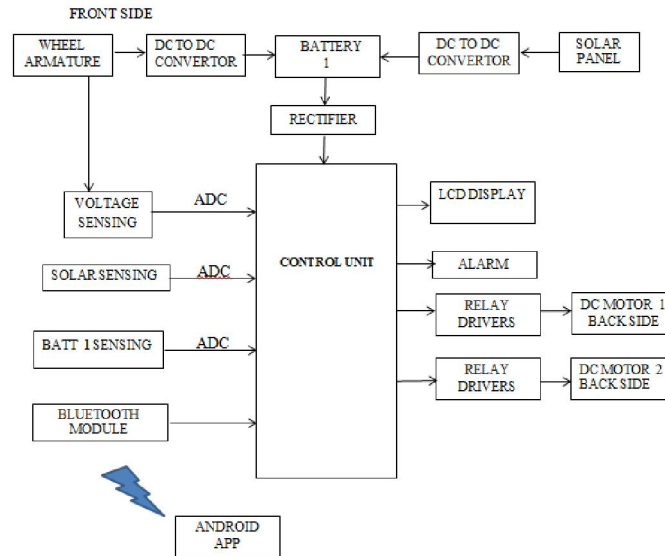 FRONT SIDE
WHEEL
ARMATURE
DC TO DC
CONVERTOR
BATTERY
1
DC TO DC
CONVERTOR
SOLAR
PANEL
RECTIFIER
VOLTAGE
SENSING
ADC
SOLAR SENSING
ADC
BATT 1 SENSING
ADC
BLUETOOTH
MODULE
CONTROL UNIT
LCD DISPLAY
ALARM
RELAY
DRIVERS
DC MOTOR 1
BACK SIDE
RELAY
DRIVERS
DC MOTOR 2
BACK SIDE
ANDROID
APP